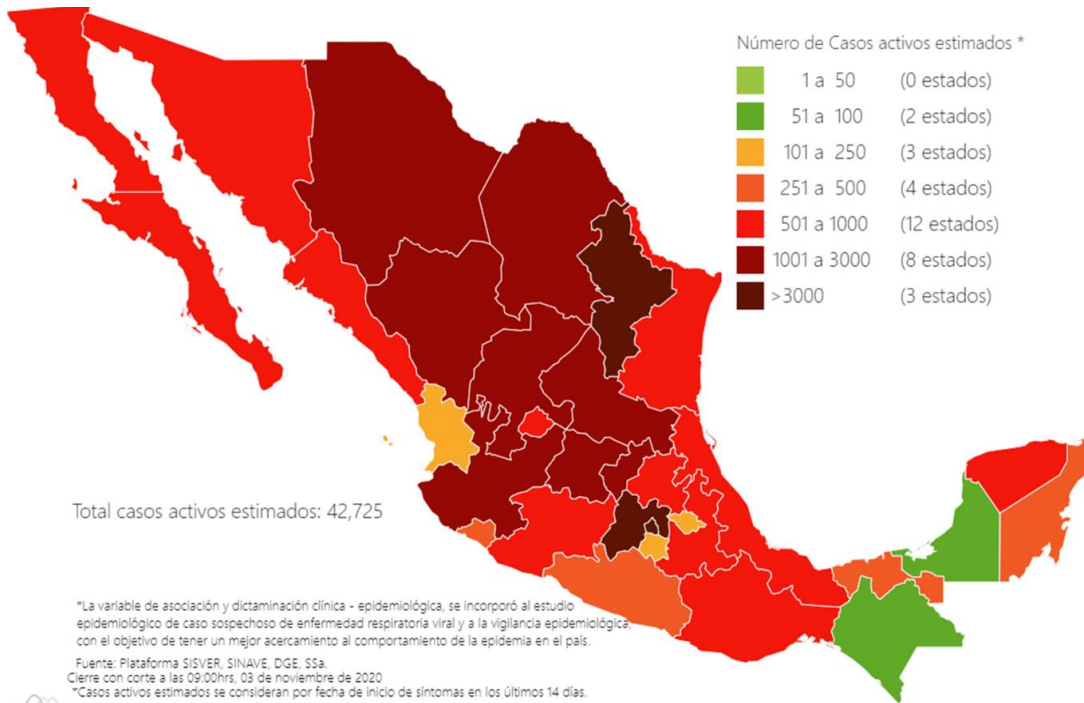 Número de Casos activos estimados *
1 a 50 (0 estados)
51 a 100 (2 estados)
101 a 250 (3 estados)
251 a 500 (4 estados)
501 a 1000 (12 estados)
1001 a 3000 (8 estados)
>3000 (3 estados)
Total casos activos estimados: 42,725
*La variable de asociación y dictaminación clínica - epidemiológica, se incorporó al estudio
epidemiológico de caso sospechoso de enfermedad respiratoria viral y a la vigilancia epidemiológica,
con el objetivo de tener un mejor acercamiento al comportamiento de la epidemia en el país.
Fuente: Plataforma SISVER, SINAVE, DGE, SSa.
Cierre con corte a las 09:00hrs, 03 de noviembre de 2020
*Casos activos estimados se consideran por fecha de inicio de síntomas en los últimos 14 días.